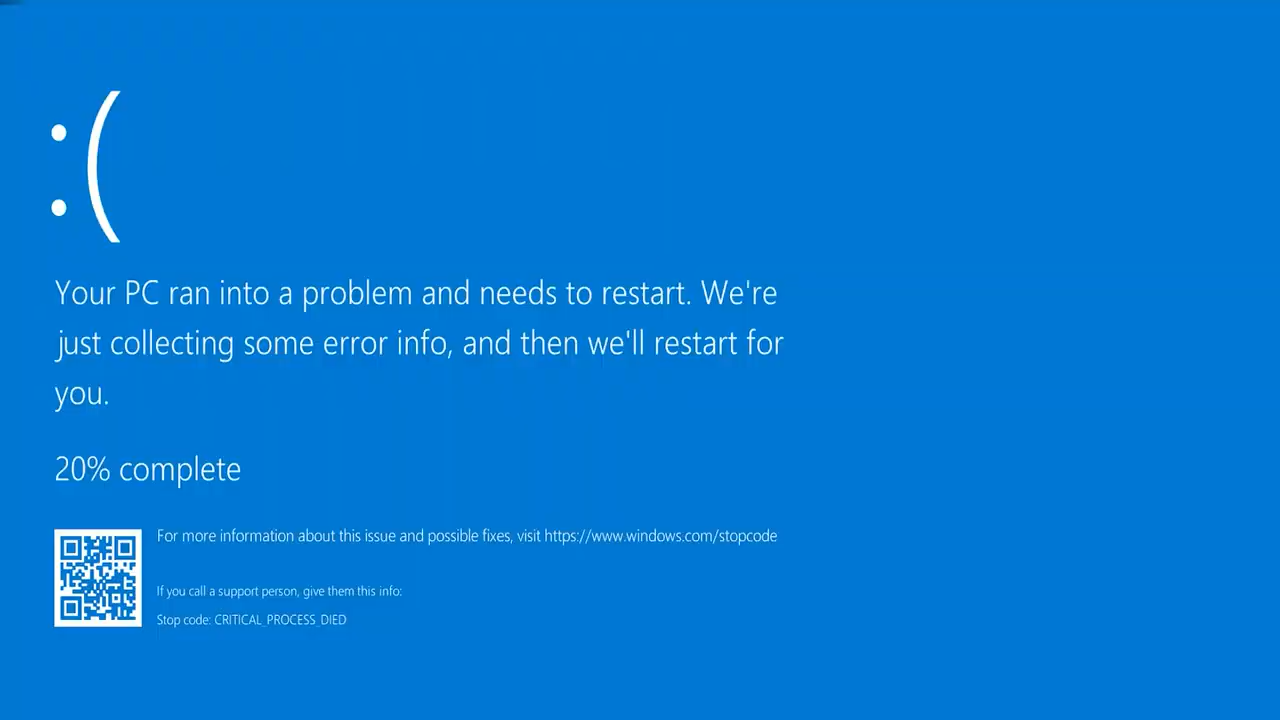 :(
Your PC ran into a problem and needs to restart. We're
just collecting some error info, and then we'll restart for
you.
20% complete
For more information about this issue and possible fixes, visit https://www.windows.com/stopcode
If you call a support person, give them this info:
Stop code: CRITICAL_PROCESS_DIED